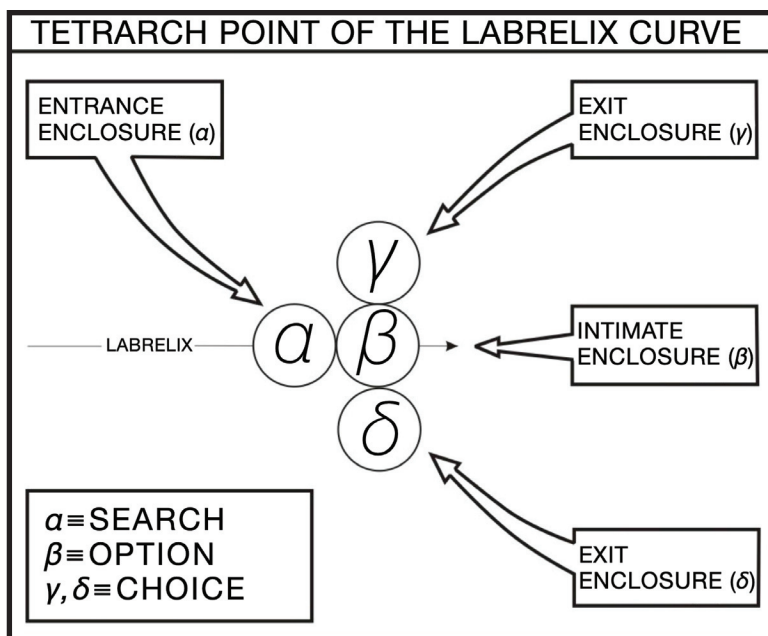 TETRARCH POINT OF THE LABRELIX CURVE
ENTRANCE
ENCLOSURE (α)
EXIT
ENCLOSURE (γ)
γ
LABRELIX
α
β
INTIMATE
ENCLOSURE (β)
δ
α≡SEARCH
β≡OPTION
γ,δ≡CHOICE
EXIT
ENCLOSURE (δ)